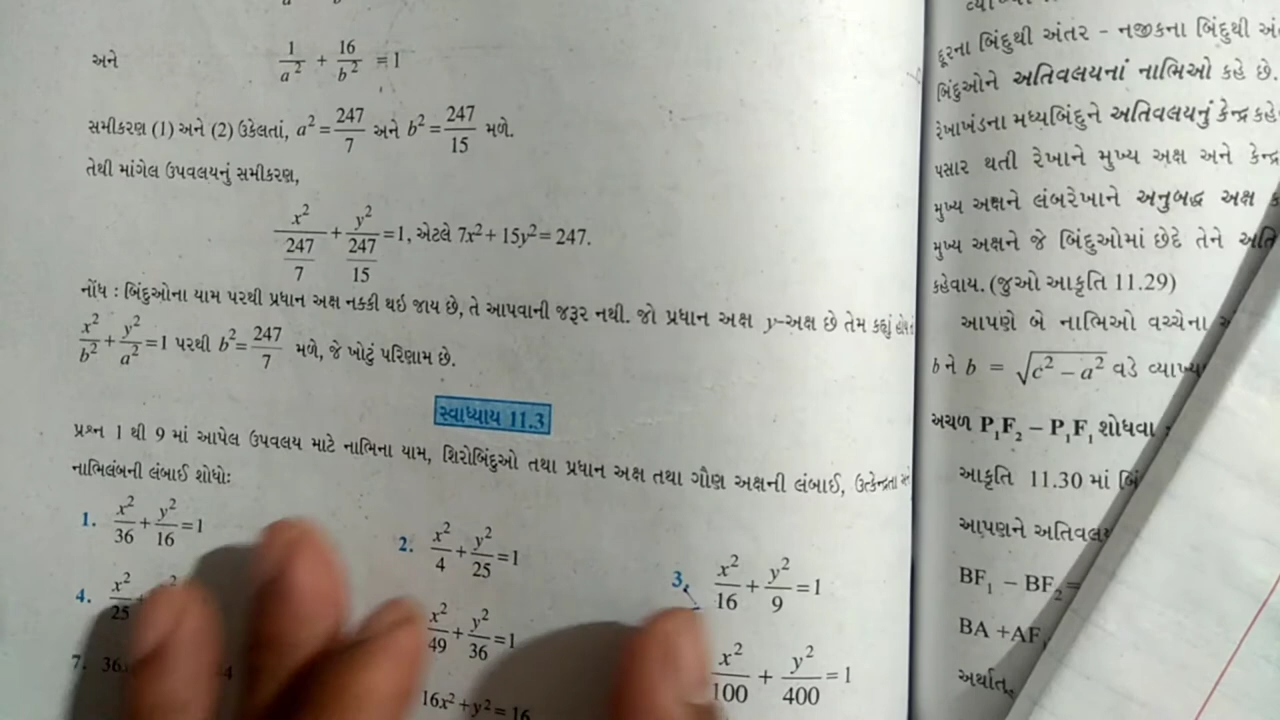 અને 1/a² + 16/b² = 1
સમીકરણ (1) અને (2) ઉકેલતાં, a² = 247/7 અને b² = 247/15 મળે.
તેથી માંગેલ ઉપવલયનું સમીકરણ,
x²/(247/7) + y²/(247/15) = 1, એટલે 7x² + 15y² = 247.
નોંધ : બિંદુઓના યામ પરથી પ્રધાન અક્ષ નક્કી થઈ જાય છે, તે આપવાની જરૂર નથી. જો પ્રધાન અક્ષ y-અક્ષ છે તેમ કહ્યું
x²/b² + y²/a² = 1 પરથી b² = 247/7 મળે, જે ખોટું પરિણામ છે.
સ્વાધ્યાય 11.3
પ્રશ્ન 1 થી 9 માં આપેલ ઉપવલય માટે નાભિના યામ, શિરોબિંદુઓ તથા પ્રધાન અક્ષ તથા ગૌણ અક્ષની લંબાઈ, ઉત્કેન્દ્રતા
નાભિલંબની લંબાઈ શોધોઃ
1. x²/36 + y²/16 = 1
2. x²/4 + y²/25 = 1
3. x²/16 + y²/9 = 1
4. x²/25
x²/49 + y²/36 = 1
x²/100 + y²/400 = 1
7. 36
16x² + y² = 16
દૂરના બિંદુથી અંતર – નજીકના બિંદુથી
બિંદુઓને અતિવલયનાં નાભિઓ કહે છે.
રેખાખંડના મધ્યબિંદુને અતિવલયનું કેન્દ્ર
પસાર થતી રેખાને મુખ્ય અક્ષ અને
મુખ્ય અક્ષને લંબરેખાને અનુબદ્ધ અક્ષ
મુખ્ય અક્ષને જે બિંદુઓમાં છેદે તેને
કહેવાય. (જુઓ આકૃતિ 11.29)
આપણે બે નાભિઓ વચ્ચેના
b ને b = √(c² – a²) વડે
અચળ P₁F₂ – P₁F₁ શોધવા
આકૃતિ 11.30 માં
આપણને
BF₁ – BF₂ =
BA + AF
અર્થાત્